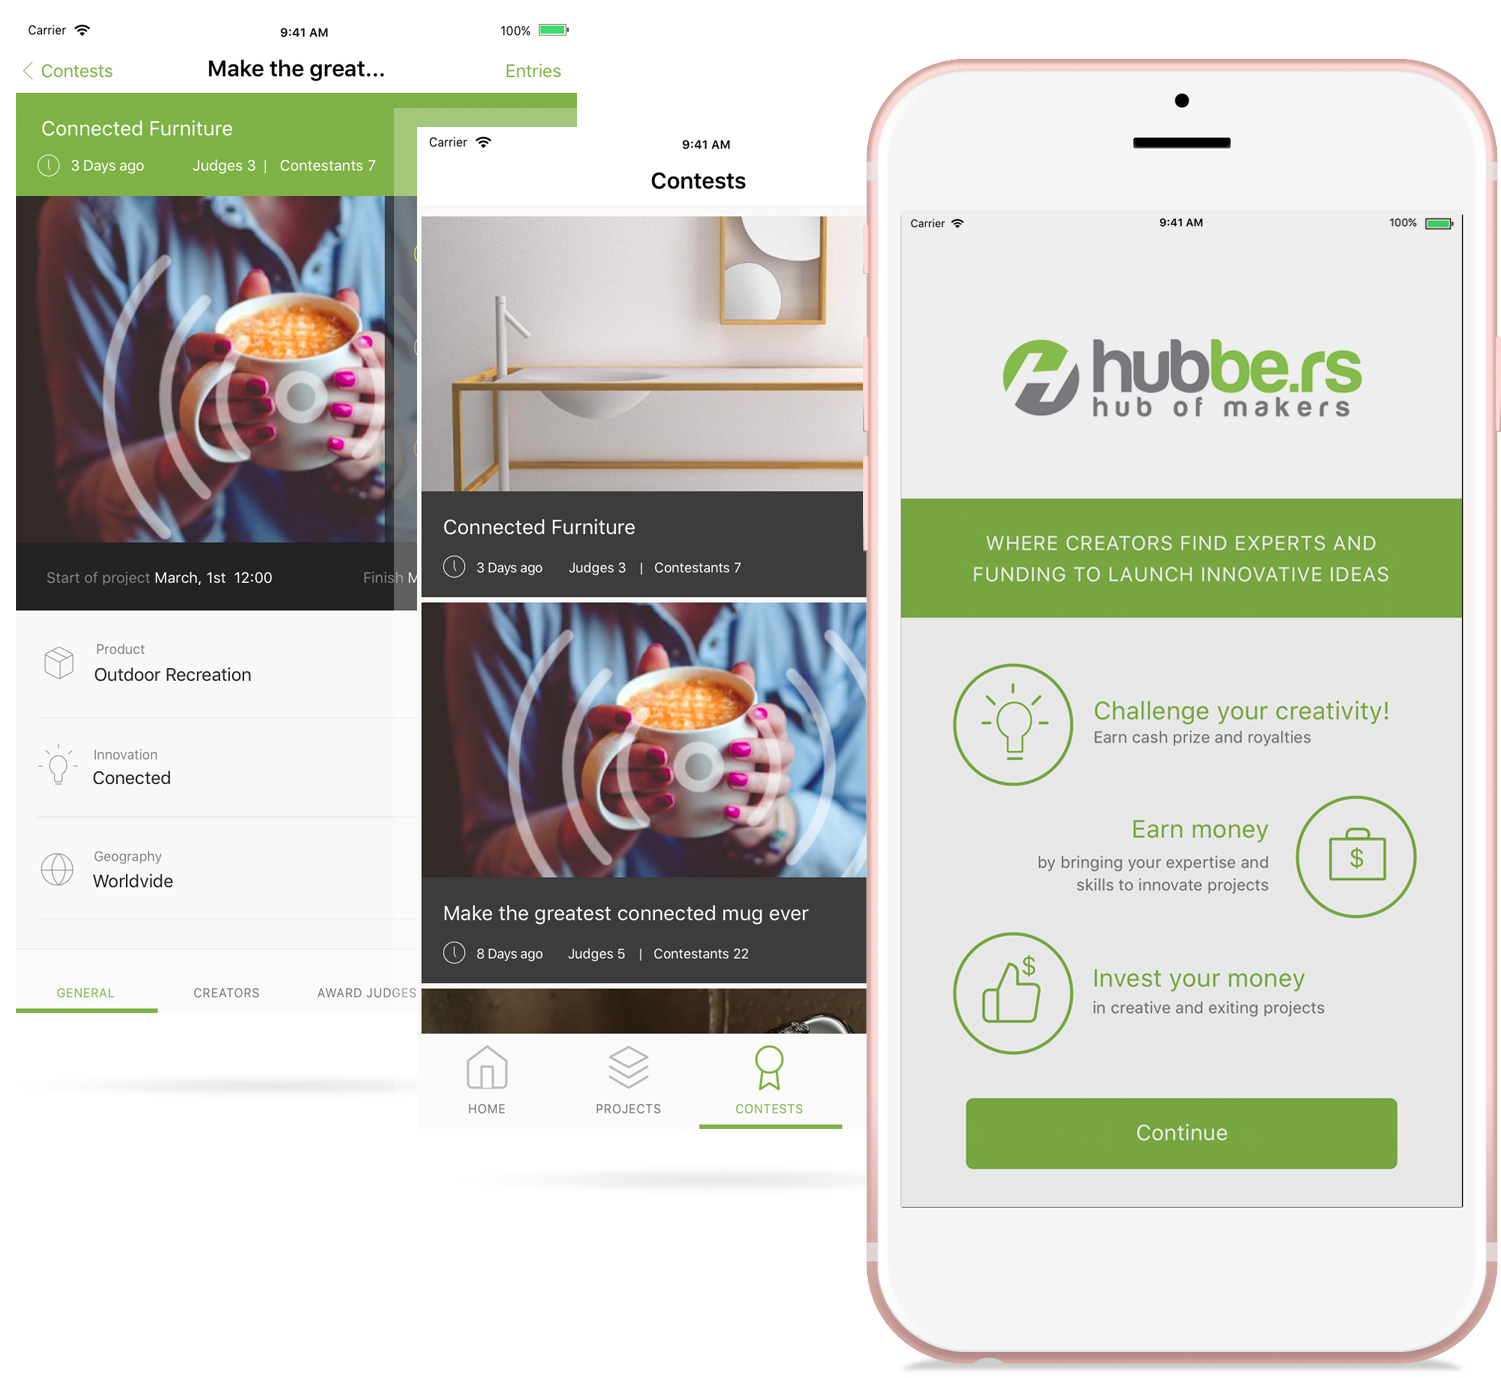 Carrier
9:41 AM
100%
Contests
Make the great...
Entries
Connected Furniture
3 Days ago
Judges 3 | Contestants 7
Start of project March, 1st 12:00
Finish M
Product
Outdoor Recreation
Innovation
Conected
Geography
Worldvide
GENERAL
CREATORS
AWARD JUDGES
Carrier
9:41 AM
Contests
Connected Furniture
3 Days ago
Judges 3 | Contestants 7
Make the greatest connected mug ever
8 Days ago
Judges 5 | Contestants 22
HOME
PROJECTS
CONTESTS
Carrier
9:41 AM
100%
hubbe.rs
hub of makers
WHERE CREATORS FIND EXPERTS AND
FUNDING TO LAUNCH INNOVATIVE IDEAS
Challenge your creativity!
Earn cash prize and royalties
Earn money
by bringing your expertise and
skills to innovate projects
$
$
Invest your money
in creative and exiting projects
Continue